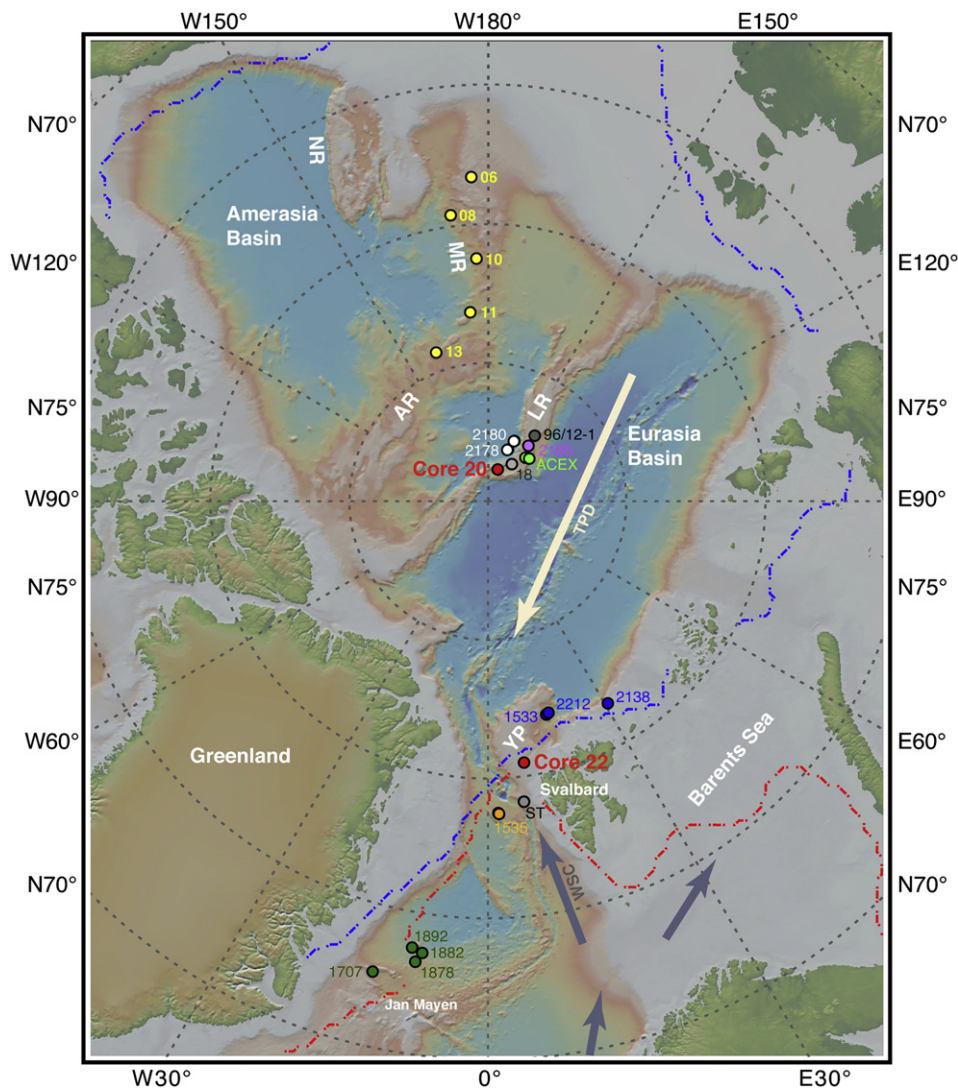 W150°
W180°
E150°
N70°
N70°
NR
06
08
Amerasia
Basin
MR
10
W120°
E120°
11
13
AR
LR
N75°
N75°
2180
96/12-1
2178
Eurasia
Basin
Core 20
ACEX
18
W90°
E90°
TPD
N75°
N75°
2212
2138
1533
W60°
YP
E60°
Greenland
Core 22
Barents Sea
Svalbard
ST
1535
WSC
N70°
N70°
1892
1882
1707
1878
Jan Mayen
W30°
0°
E30°